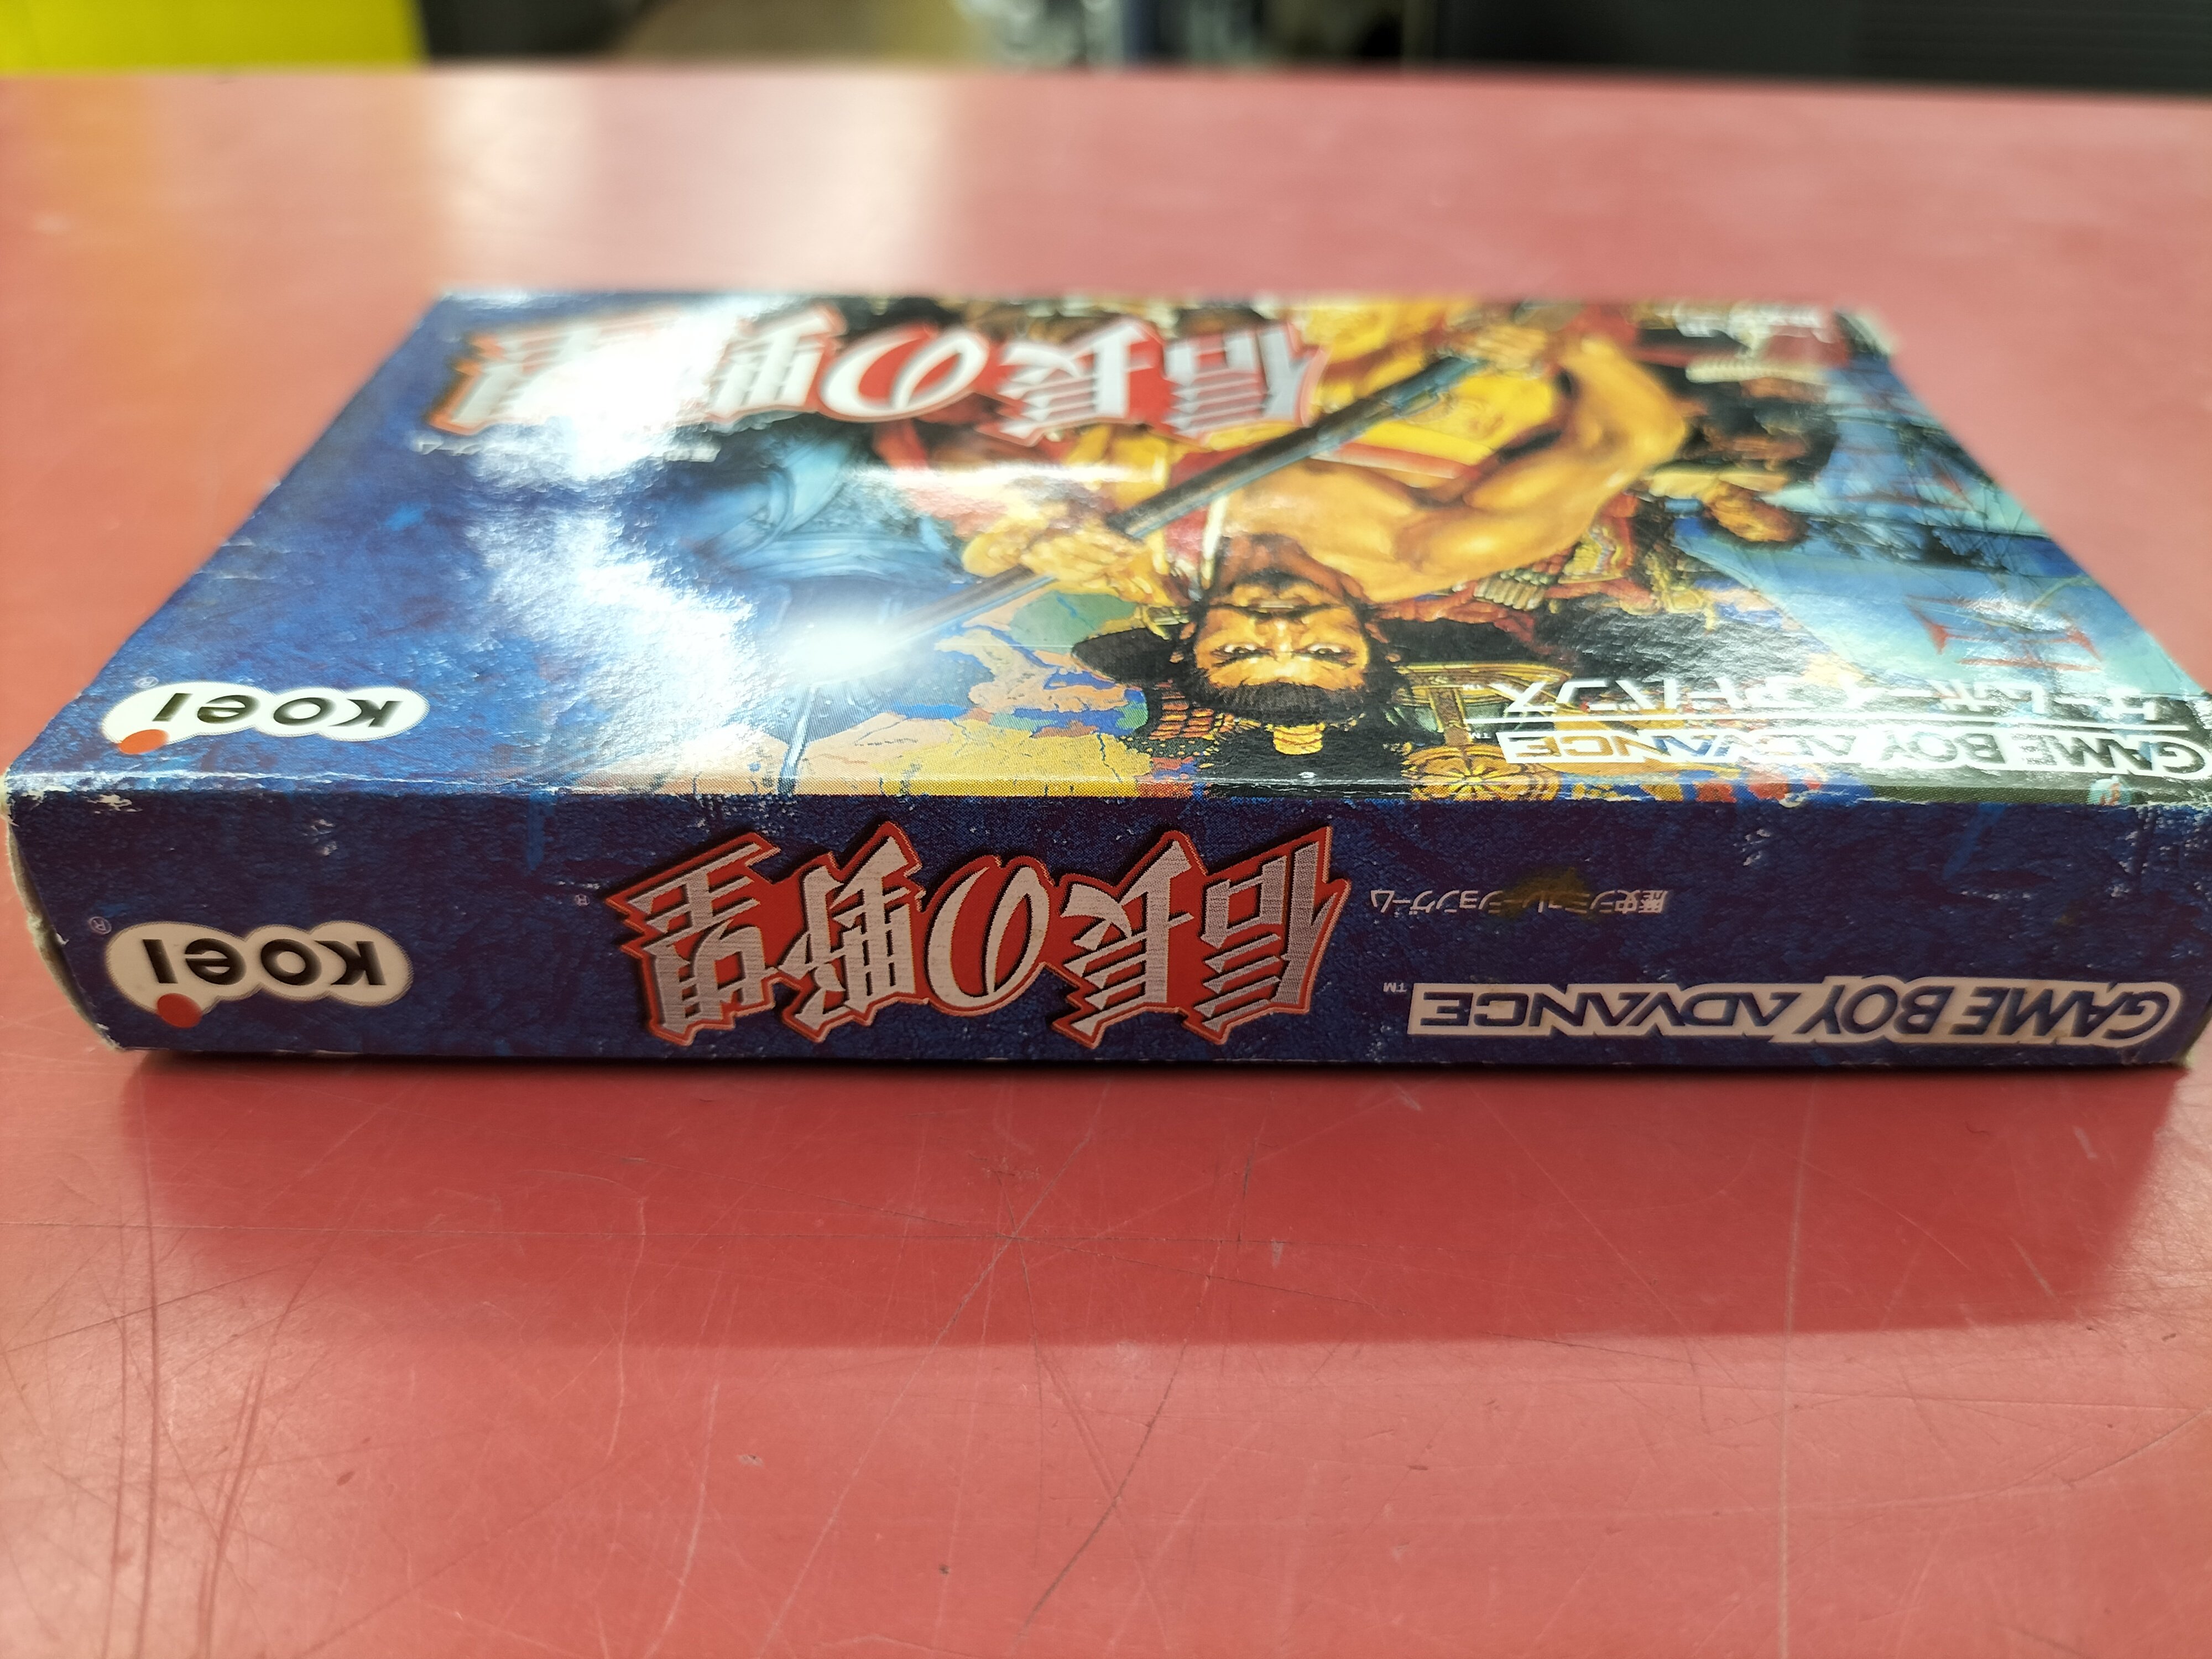 信長の野望
KOEI
®
GAME BOY ADVANCE
ゲームボーイアドバンス
GAME BOY ADVANCE™
歴史シミュレーションゲーム
信長の野望®
KOEI®